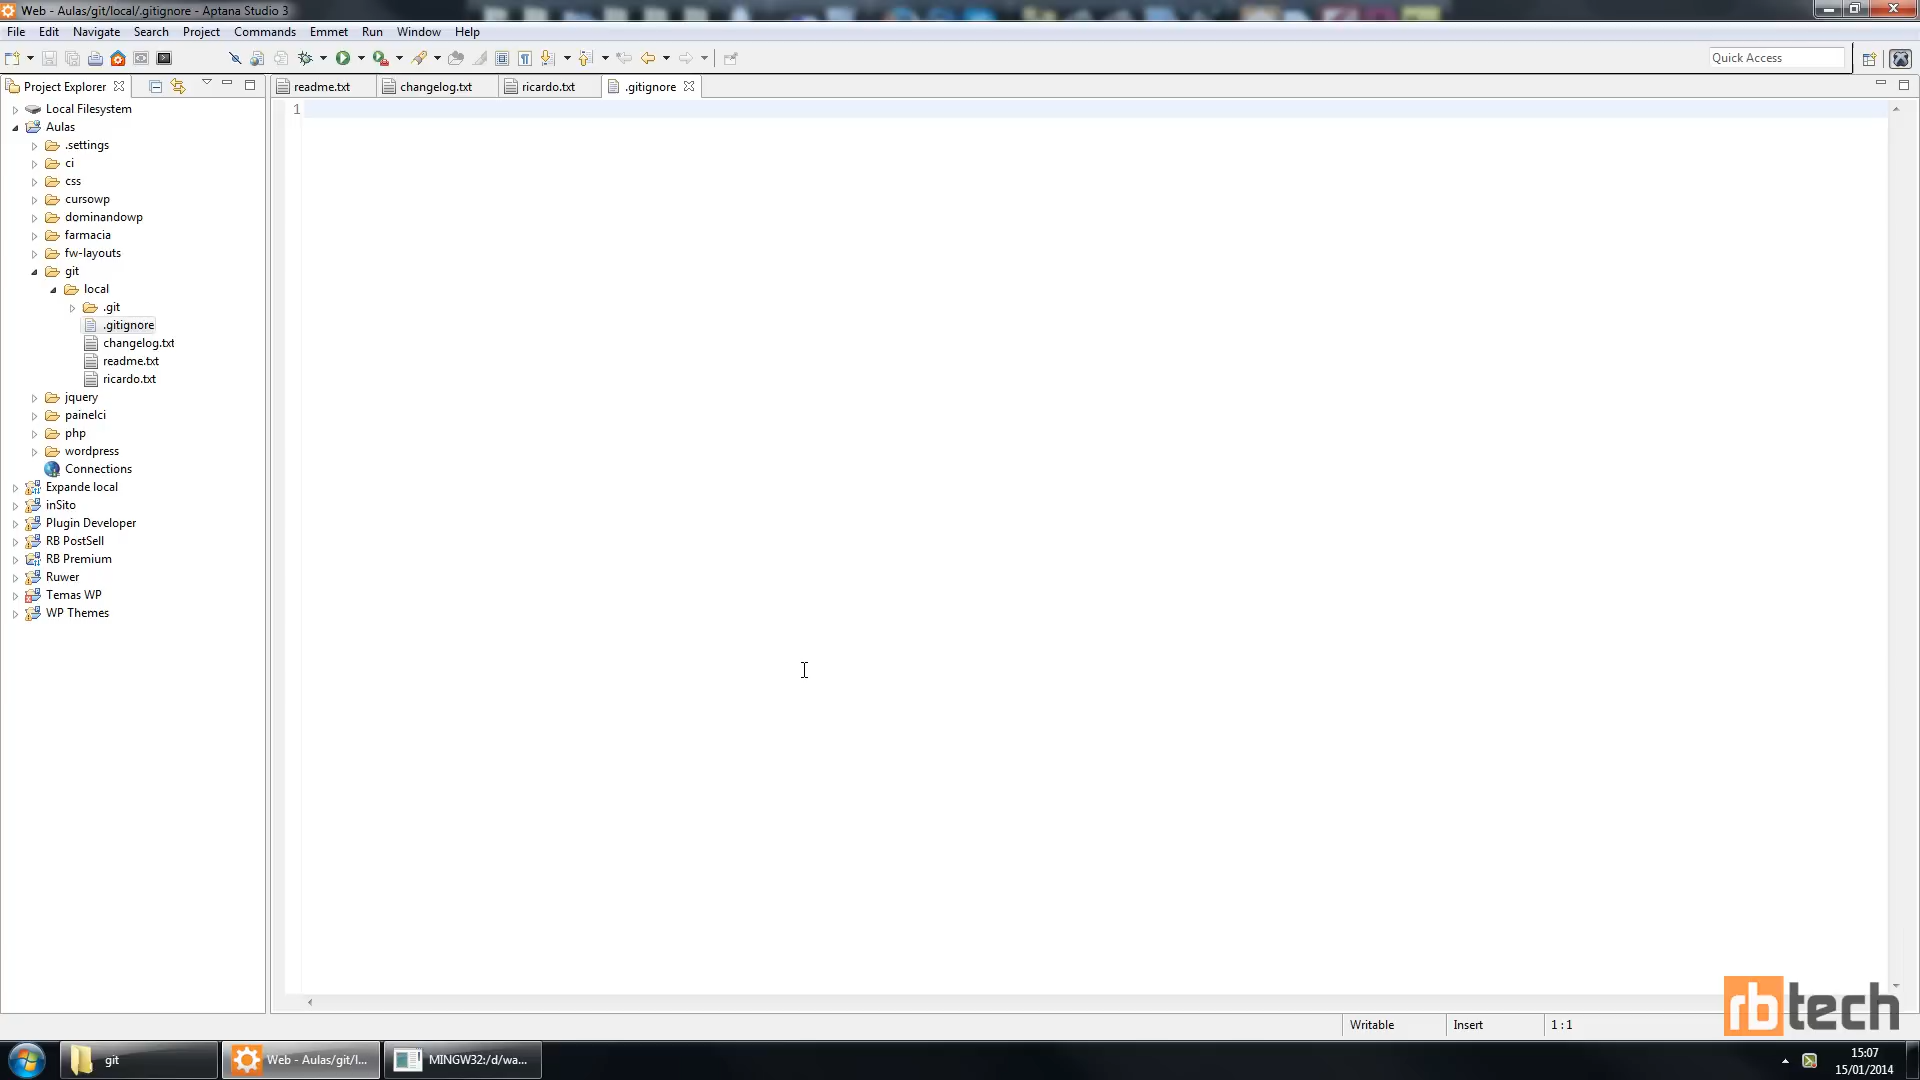 Web - Aulas/git/local/.gitignore - Aptana Studio 3
File Edit Navigate Search Project Commands Emmet Run Window Help
Quick Access
Project Explorer
readme.txt changelog.txt ricardo.txt .gitignore
1
Local Filesystem
Aulas
.settings
ci
css
cursowp
dominandowp
farmacia
fw-layouts
git
local
.git
.gitignore
changelog.txt
readme.txt
ricardo.txt
jquery
painelci
php
wordpress
Connections
Expande local
inSito
Plugin Developer
RB PostSell
RB Premium
Ruwer
Temas WP
WP Themes
rbtech
Writable Insert 1 : 1
git Web - Aulas/git/l... MINGW32:/d/wa...
15:07
15/01/2014